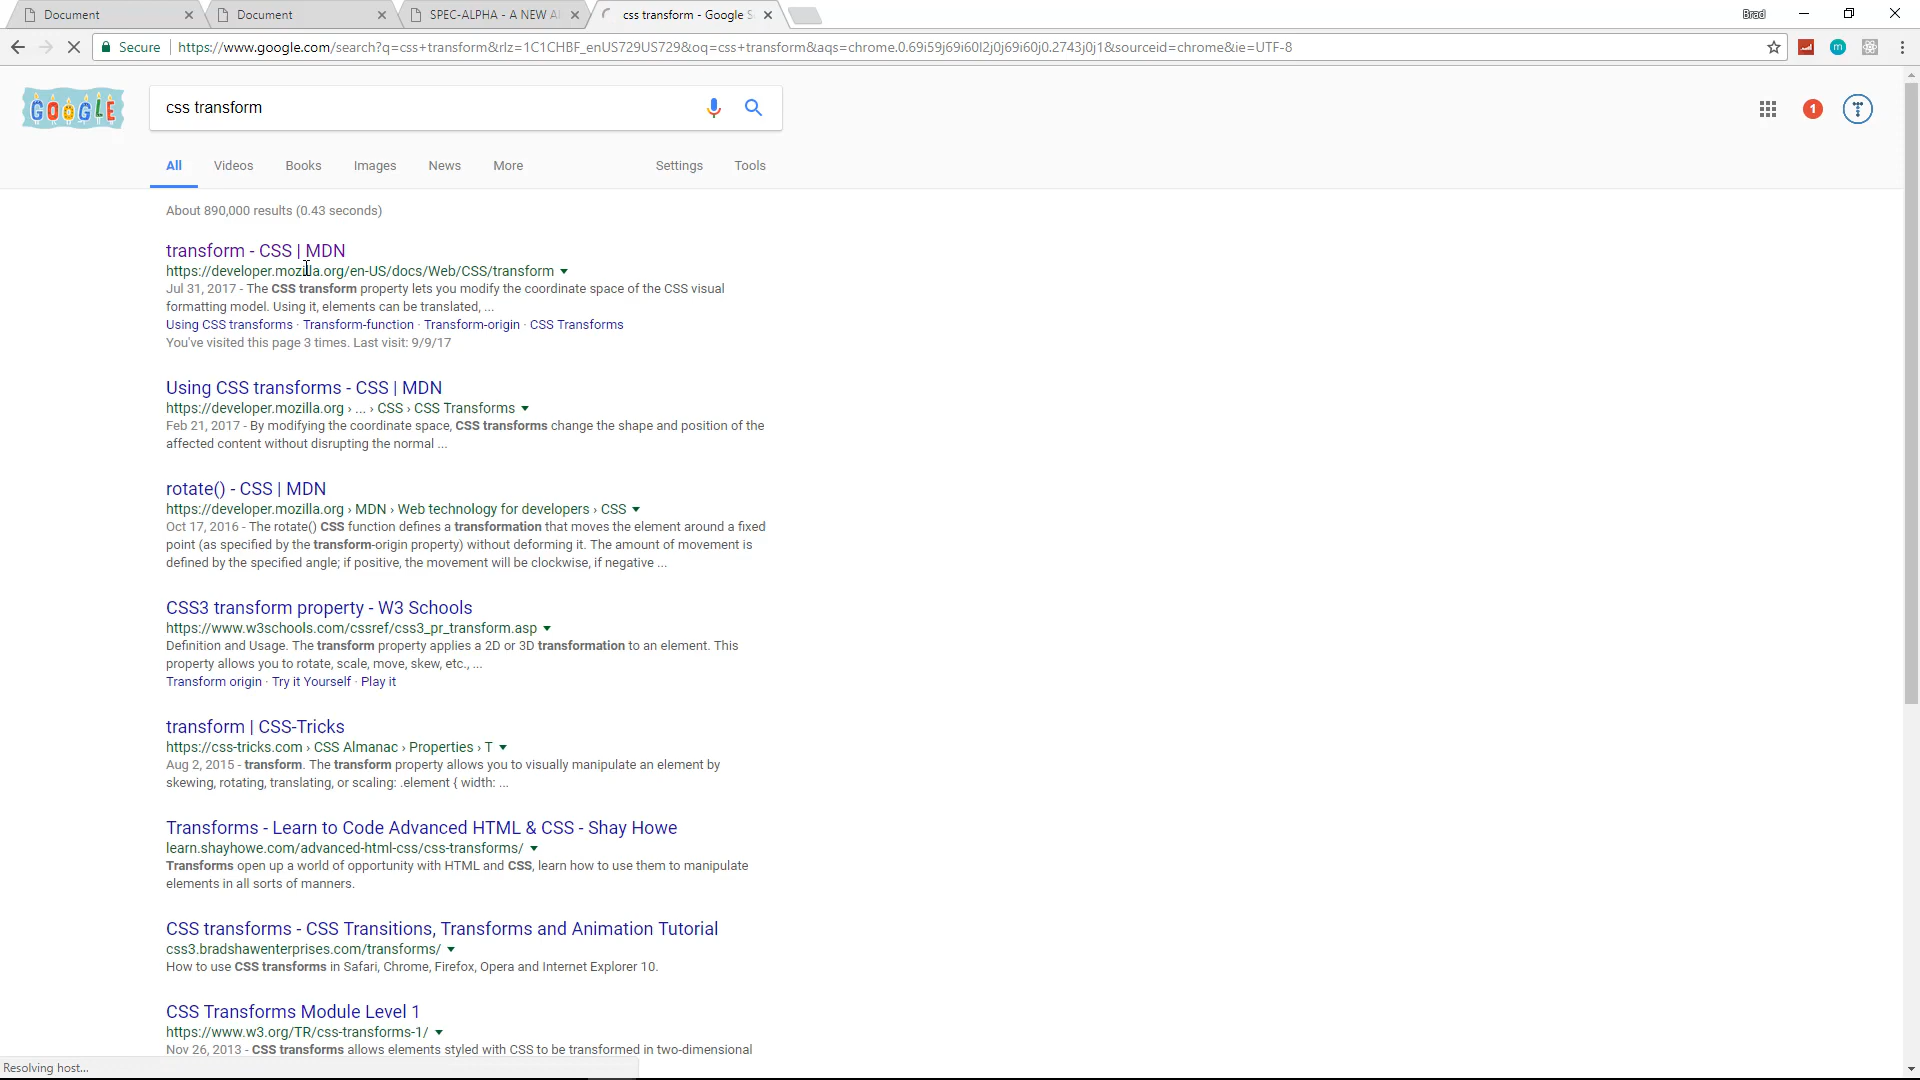 Document
Document
SPEC-ALPHA - A NEW A
css transform - Google S
Brad
Secure
https://www.google.com/search?q=css+transform&rlz=1C1CHBF_enUS729US729&oq=css+transform&aqs=chrome.0.69i59j69i60l2j0j69i60j0.2743j0j1&sourceid=chrome&ie=UTF-8
m
GOOGLE
css transform
1
All
Videos
Books
Images
News
More
Settings
Tools
About 890,000 results (0.43 seconds)
transform - CSS | MDN
https://developer.mozilla.org/en-US/docs/Web/CSS/transform
Jul 31, 2017 - The CSS transform property lets you modify the coordinate space of the CSS visual
formatting model. Using it, elements can be translated, ...
Using CSS transforms · Transform-function · Transform-origin · CSS Transforms
You've visited this page 3 times. Last visit: 9/9/17
Using CSS transforms - CSS | MDN
https://developer.mozilla.org › ... › CSS › CSS Transforms
Feb 21, 2017 - By modifying the coordinate space, CSS transforms change the shape and position of the
affected content without disrupting the normal ...
rotate() - CSS | MDN
https://developer.mozilla.org › MDN › Web technology for developers › CSS
Oct 17, 2016 - The rotate() CSS function defines a transformation that moves the element around a fixed
point (as specified by the transform-origin property) without deforming it. The amount of movement is
defined by the specified angle; if positive, the movement will be clockwise, if negative ...
CSS3 transform property - W3 Schools
https://www.w3schools.com/cssref/css3_pr_transform.asp
Definition and Usage. The transform property applies a 2D or 3D transformation to an element. This
property allows you to rotate, scale, move, skew, etc., ...
Transform origin · Try it Yourself · Play it
transform | CSS-Tricks
https://css-tricks.com › CSS Almanac › Properties › T
Aug 2, 2015 - transform. The transform property allows you to visually manipulate an element by
skewing, rotating, translating, or scaling: .element { width: ...
Transforms - Learn to Code Advanced HTML & CSS - Shay Howe
learn.shayhowe.com/advanced-html-css/css-transforms/
Transforms open up a world of opportunity with HTML and CSS, learn how to use them to manipulate
elements in all sorts of manners.
CSS transforms - CSS Transitions, Transforms and Animation Tutorial
css3.bradshawenterprises.com/transforms/
How to use CSS transforms in Safari, Chrome, Firefox, Opera and Internet Explorer 10.
CSS Transforms Module Level 1
https://www.w3.org/TR/css-transforms-1/
Nov 26, 2013 - CSS transforms allows elements styled with CSS to be transformed in two-dimensional
Resolving host...